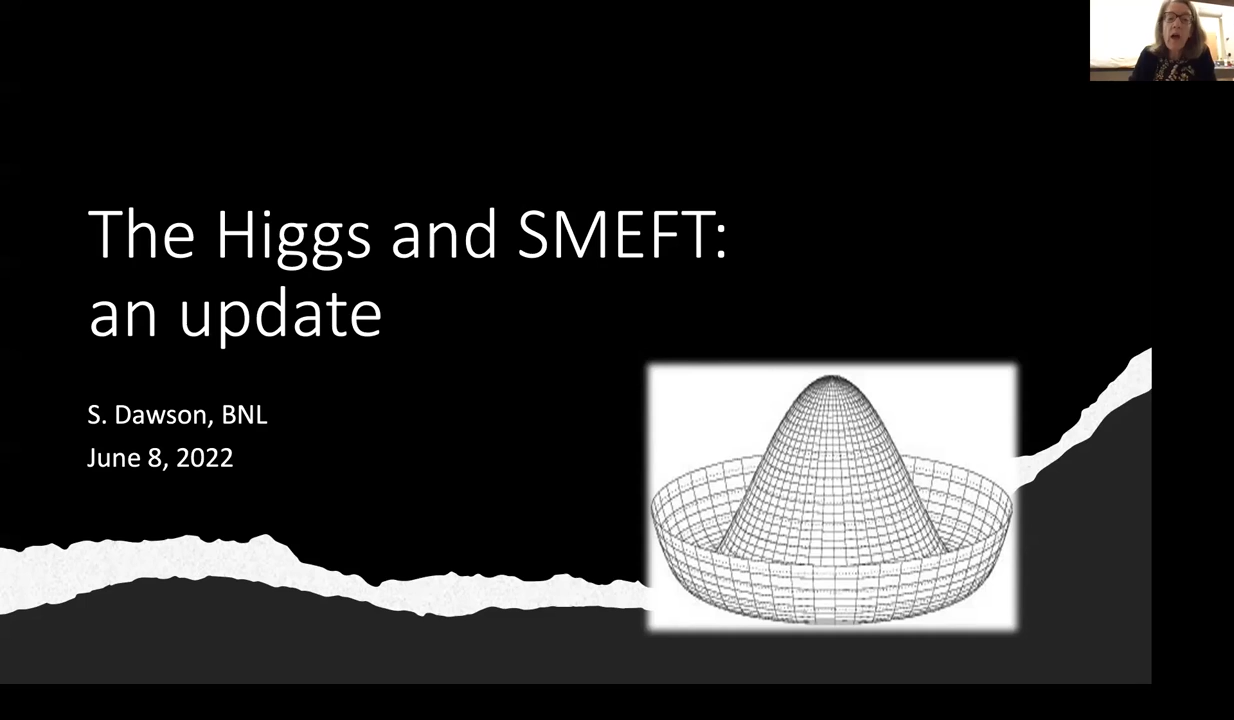 The Higgs and SMEFT:
an update
S. Dawson, BNL
June 8, 2022